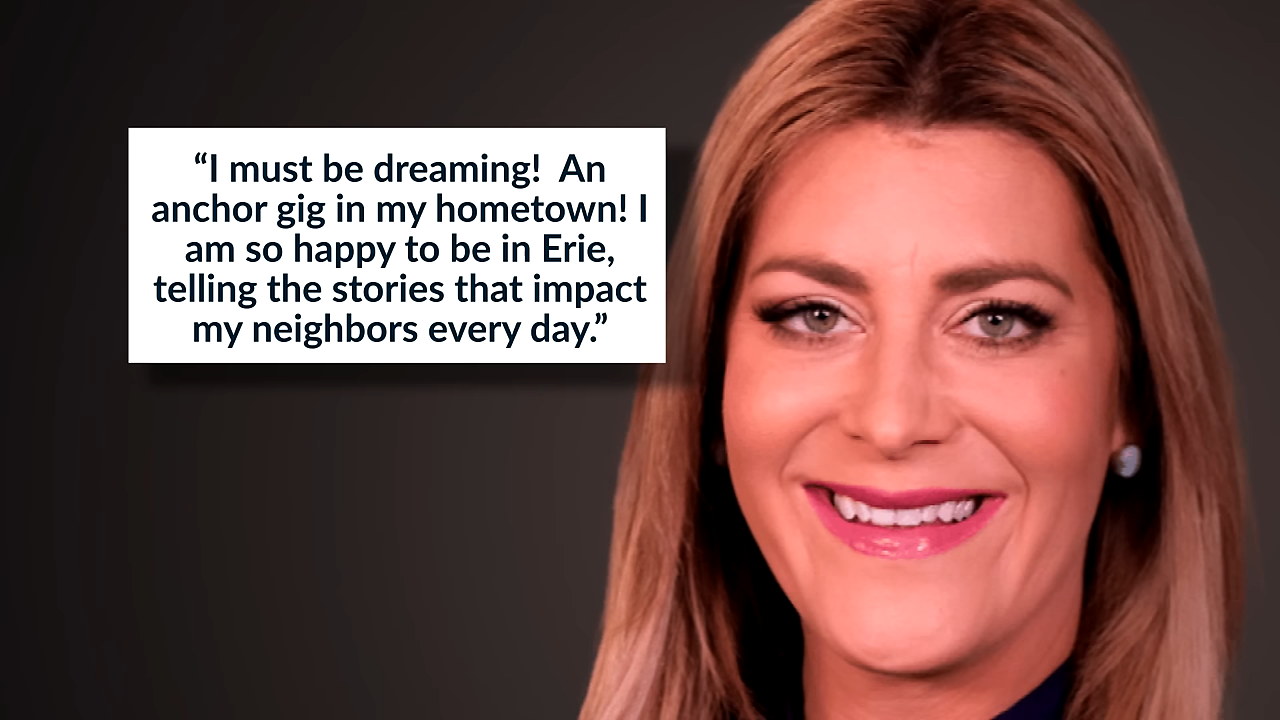 “I must be dreaming!  An
anchor gig in my hometown! I
am so happy to be in Erie,
telling the stories that impact
my neighbors every day.”